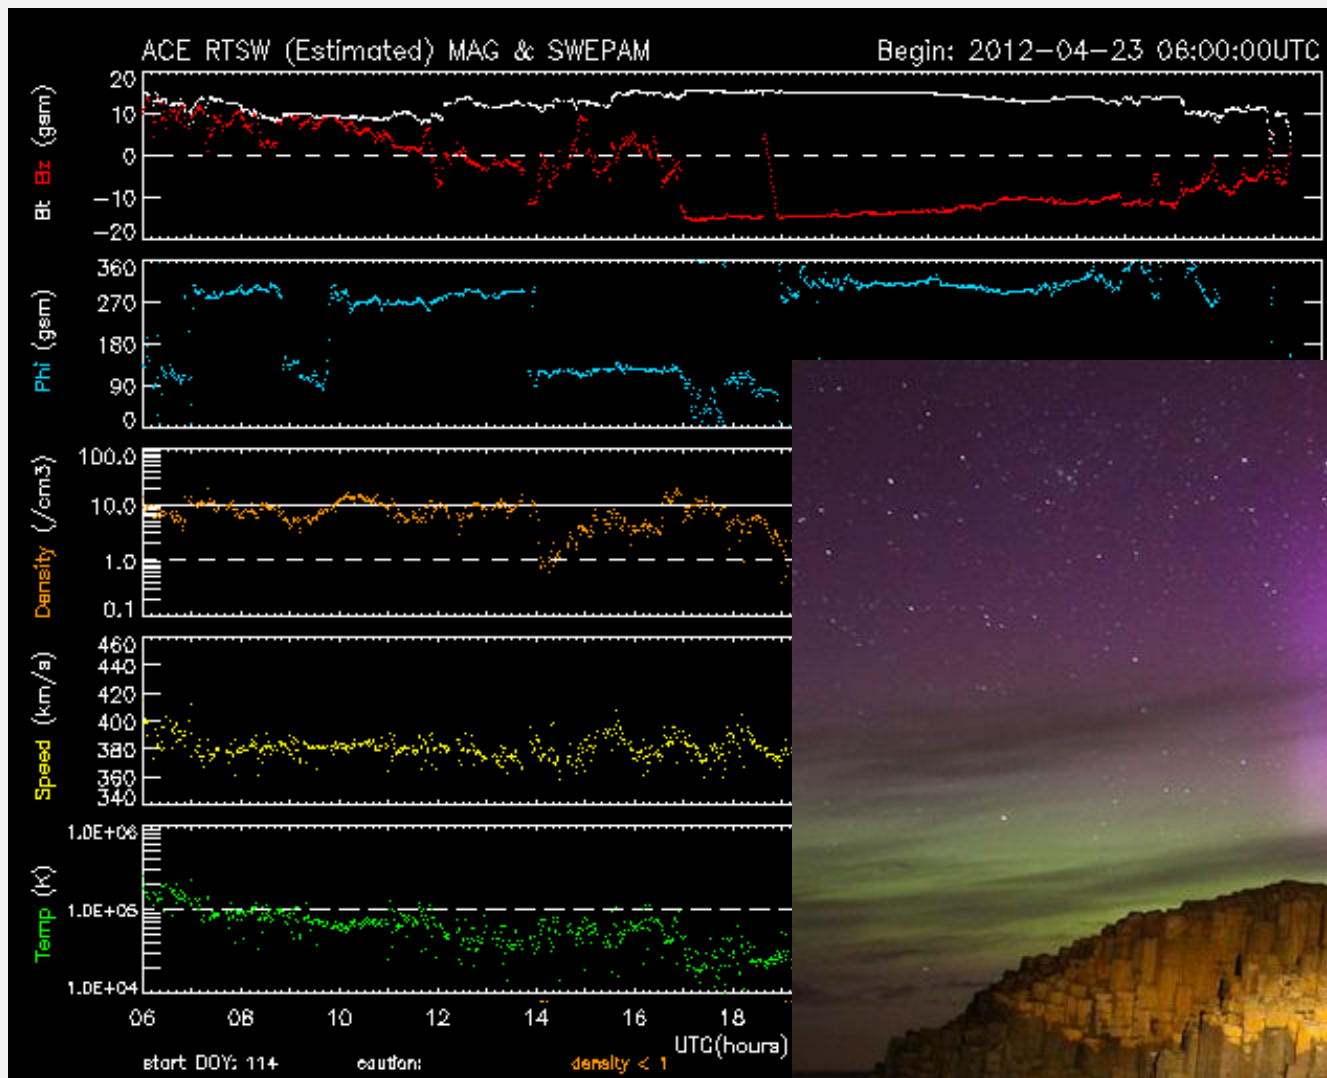 ACE RTSW (Estimated) MAG & SWEPAM
Begin: 2012-04-23 06:00:00UTC
Bt Bz (gsm)
20
10
0
-10
-20
Phi (gsm)
360
270
180
90
0
Density (/cm3)
100.0
10.0
1.0
0.1
Speed (km/s)
460
440
420
400
380
360
340
Temp (K)
1.0E+06
1.0E+05
1.0E+04
06 08 10 12 14 16 18
UTC(hours)
start DOY: 114 caution: density < 1